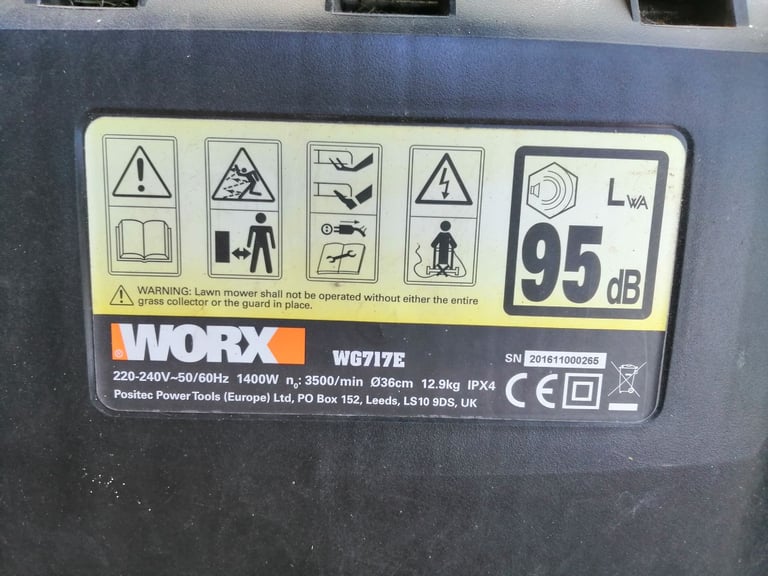 LWA
95 dB
WARNING: Lawn mower shall not be operated without either the entire
grass collector or the guard in place.
® WORX WG717E
SN 201611000265
220-240V~50/60Hz 1400W n₀: 3500/min Ø36cm 12.9kg IPX4
CE
Positec Power Tools (Europe) Ltd, PO Box 152, Leeds, LS10 9DS, UK